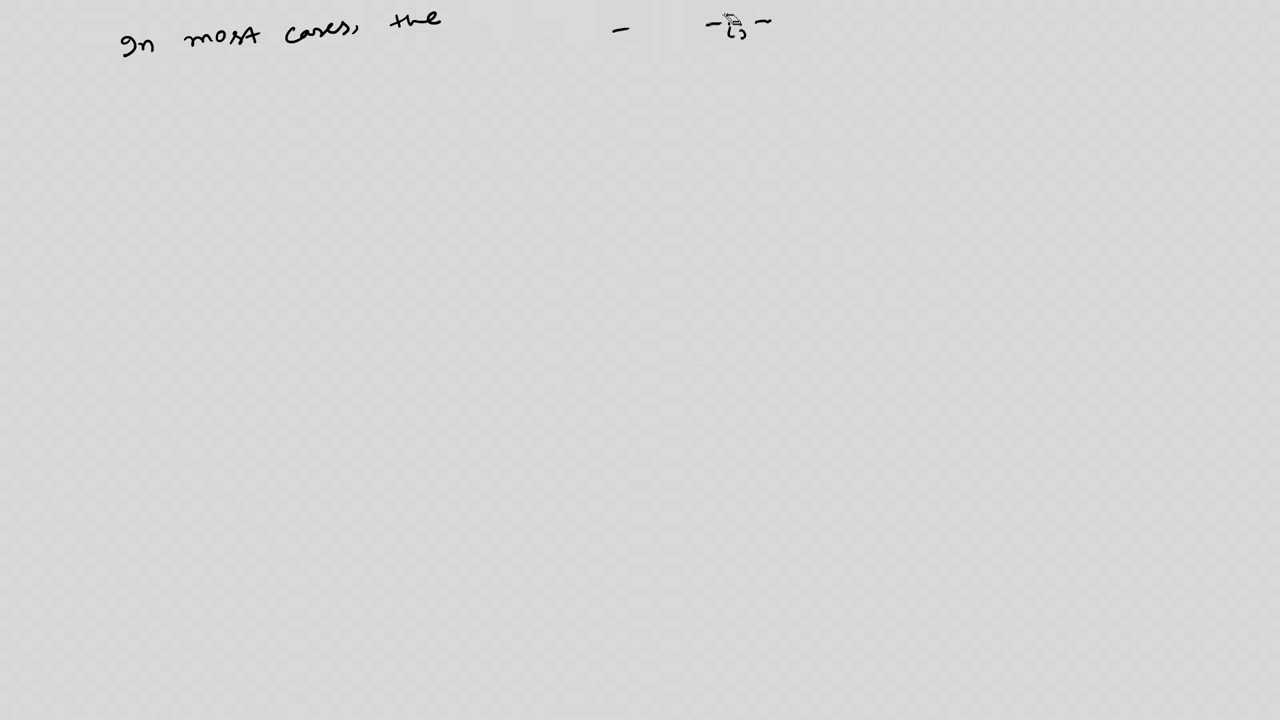 In most cases, the - - -